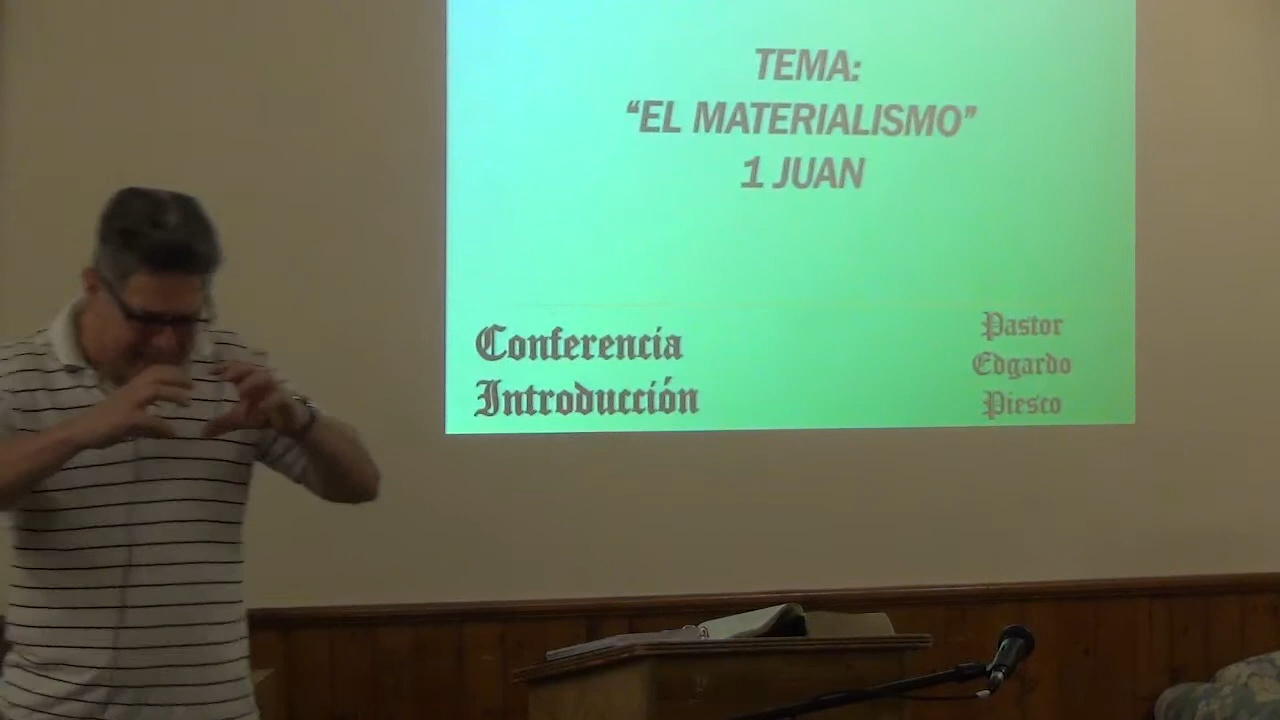 TEMA:
“EL MATERIALISMO”
1 JUAN
Conferencia
Introducción
Pastor
Edgardo
Piesco